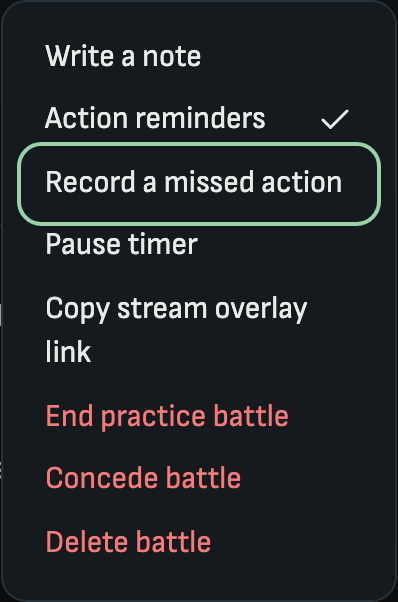 Write a note
Action reminders
Record a missed action
Pause timer
Copy stream overlay
link
End practice battle
Concede battle
Delete battle